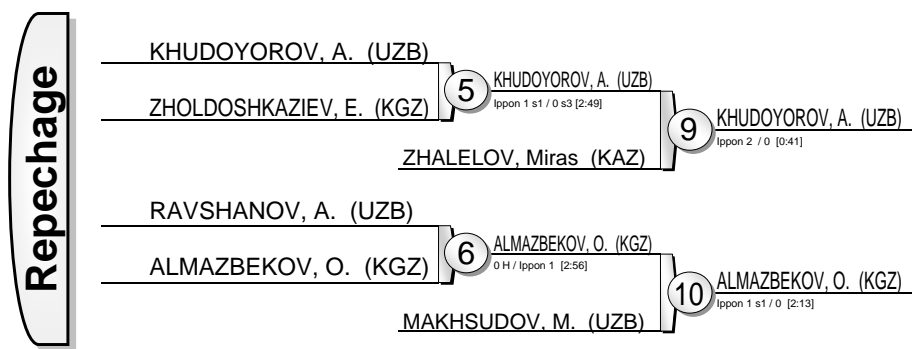 Repechage
KHUDOYOROV, A. (UZB)
ZHOLDOSHKAZIEV, E. (KGZ)
5
KHUDOYOROV, A. (UZB)
Ippon 1 s1 / 0 s3 [2:49]
ZHALELOV, Miras (KAZ)
9
KHUDOYOROV, A. (UZB)
Ippon 2 / 0 [0:41]
RAVSHANOV, A. (UZB)
ALMAZBEKOV, O. (KGZ)
6
ALMAZBEKOV, O. (KGZ)
0 H / Ippon 1 [2:56]
MAKHSUDOV, M. (UZB)
10
ALMAZBEKOV, O. (KGZ)
Ippon 1 s1 / 0 [2:13]